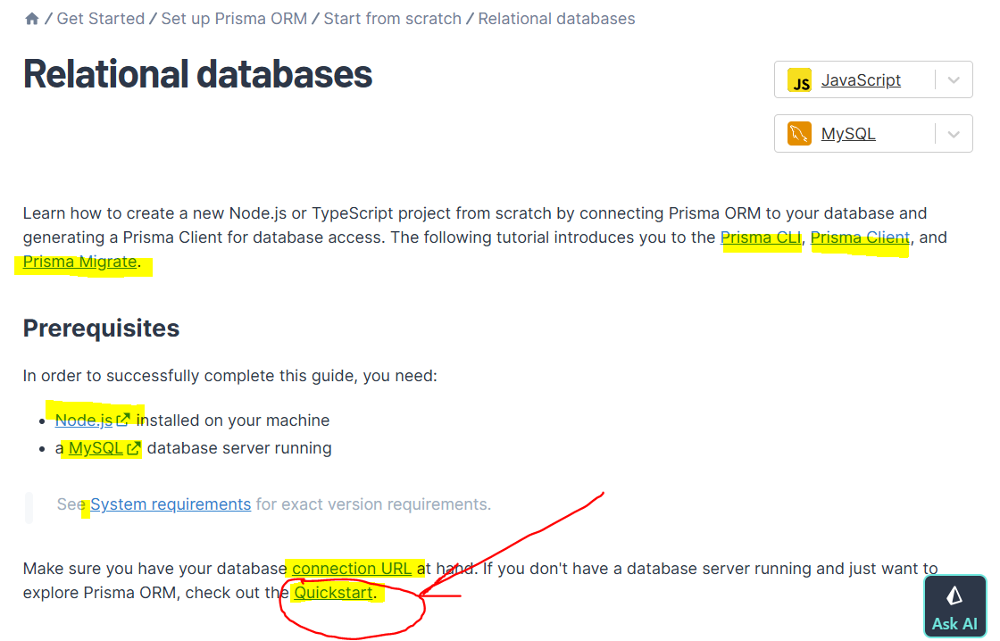 / Get Started / Set up Prisma ORM / Start from scratch / Relational databases
Relational databases
JS JavaScript
MySQL
Learn how to create a new Node.js or TypeScript project from scratch by connecting Prisma ORM to your database and
generating a Prisma Client for database access. The following tutorial introduces you to the Prisma CLI, Prisma Client, and
Prisma Migrate.
Prerequisites
In order to successfully complete this guide, you need:
• Node.js installed on your machine
• a MySQL database server running
See System requirements for exact version requirements.
Make sure you have your database connection URL at hand. If you don't have a database server running and just want to
explore Prisma ORM, check out the Quickstart.
Ask AI